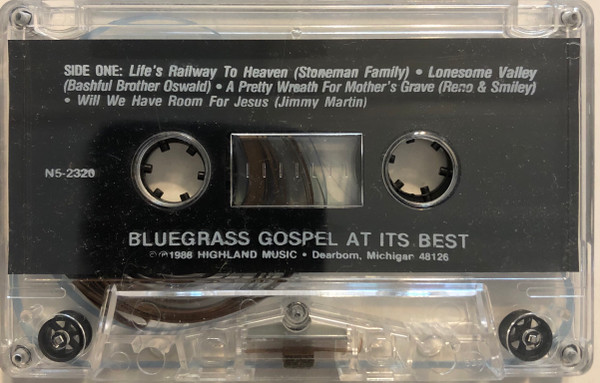 SIDE ONE: Life's Railway To Heaven (Stoneman Family) • Lonesome Valley
(Bashful Brother Oswald) • A Pretty Wreath For Mother's Grave (Reno & Smiley)
• Will We Have Room For Jesus (Jimmy Martin)
N5-2320
BLUEGRASS GOSPEL AT ITS BEST
©℗1988 HIGHLAND MUSIC • Dearborn, Michigan 48126